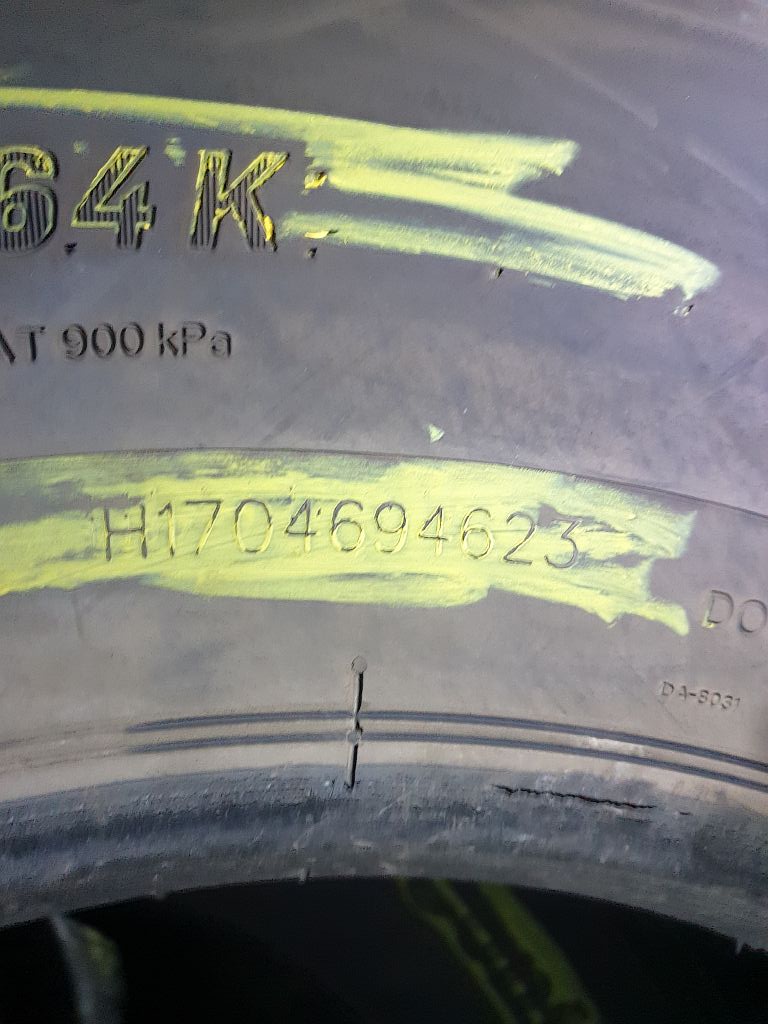 64K
AT 900 kPa
H1704694623
DO
DA-8031